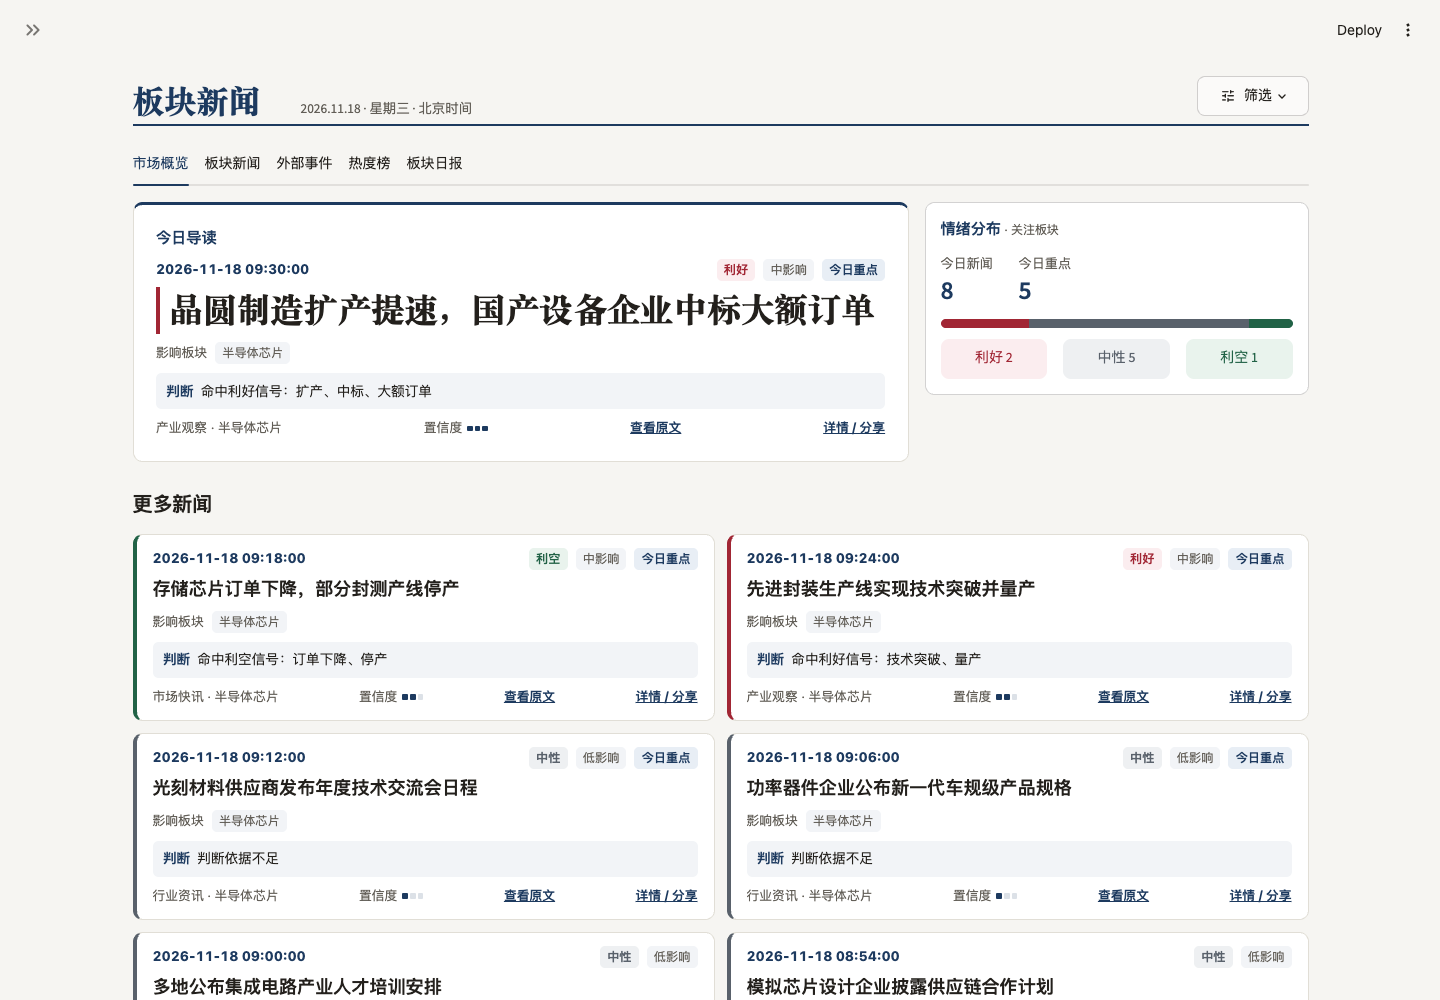 Deploy
板块新闻
2026.11.18 · 星期三 · 北京时间
筛选
市场概览 板块新闻 外部事件 热度榜 板块日报
今日导读
2026-11-18 09:30:00 利好 中影响 今日重点
晶圆制造扩产提速，国产设备企业中标大额订单
影响板块 半导体芯片
判断 命中利好信号：扩产、中标、大额订单
产业观察 · 半导体芯片 置信度 查看原文 详情 / 分享
情绪分布 · 关注板块
今日新闻 今日重点
8 5
利好 2 中性 5 利空 1
更多新闻
2026-11-18 09:18:00 利空 中影响 今日重点
存储芯片订单下降，部分封测产线停产
影响板块 半导体芯片
判断 命中利空信号：订单下降、停产
市场快讯 · 半导体芯片 置信度 查看原文 详情 / 分享
2026-11-18 09:24:00 利好 中影响 今日重点
先进封装生产线实现技术突破并量产
影响板块 半导体芯片
判断 命中利好信号：技术突破、量产
产业观察 · 半导体芯片 置信度 查看原文 详情 / 分享
2026-11-18 09:12:00 中性 低影响 今日重点
光刻材料供应商发布年度技术交流会日程
影响板块 半导体芯片
判断 判断依据不足
行业资讯 · 半导体芯片 置信度 查看原文 详情 / 分享
2026-11-18 09:06:00 中性 低影响 今日重点
功率器件企业公布新一代车规级产品规格
影响板块 半导体芯片
判断 判断依据不足
行业资讯 · 半导体芯片 置信度 查看原文 详情 / 分享
2026-11-18 09:00:00 中性 低影响
多地公布集成电路产业人才培训安排
2026-11-18 08:54:00 中性 低影响
模拟芯片设计企业披露供应链合作计划